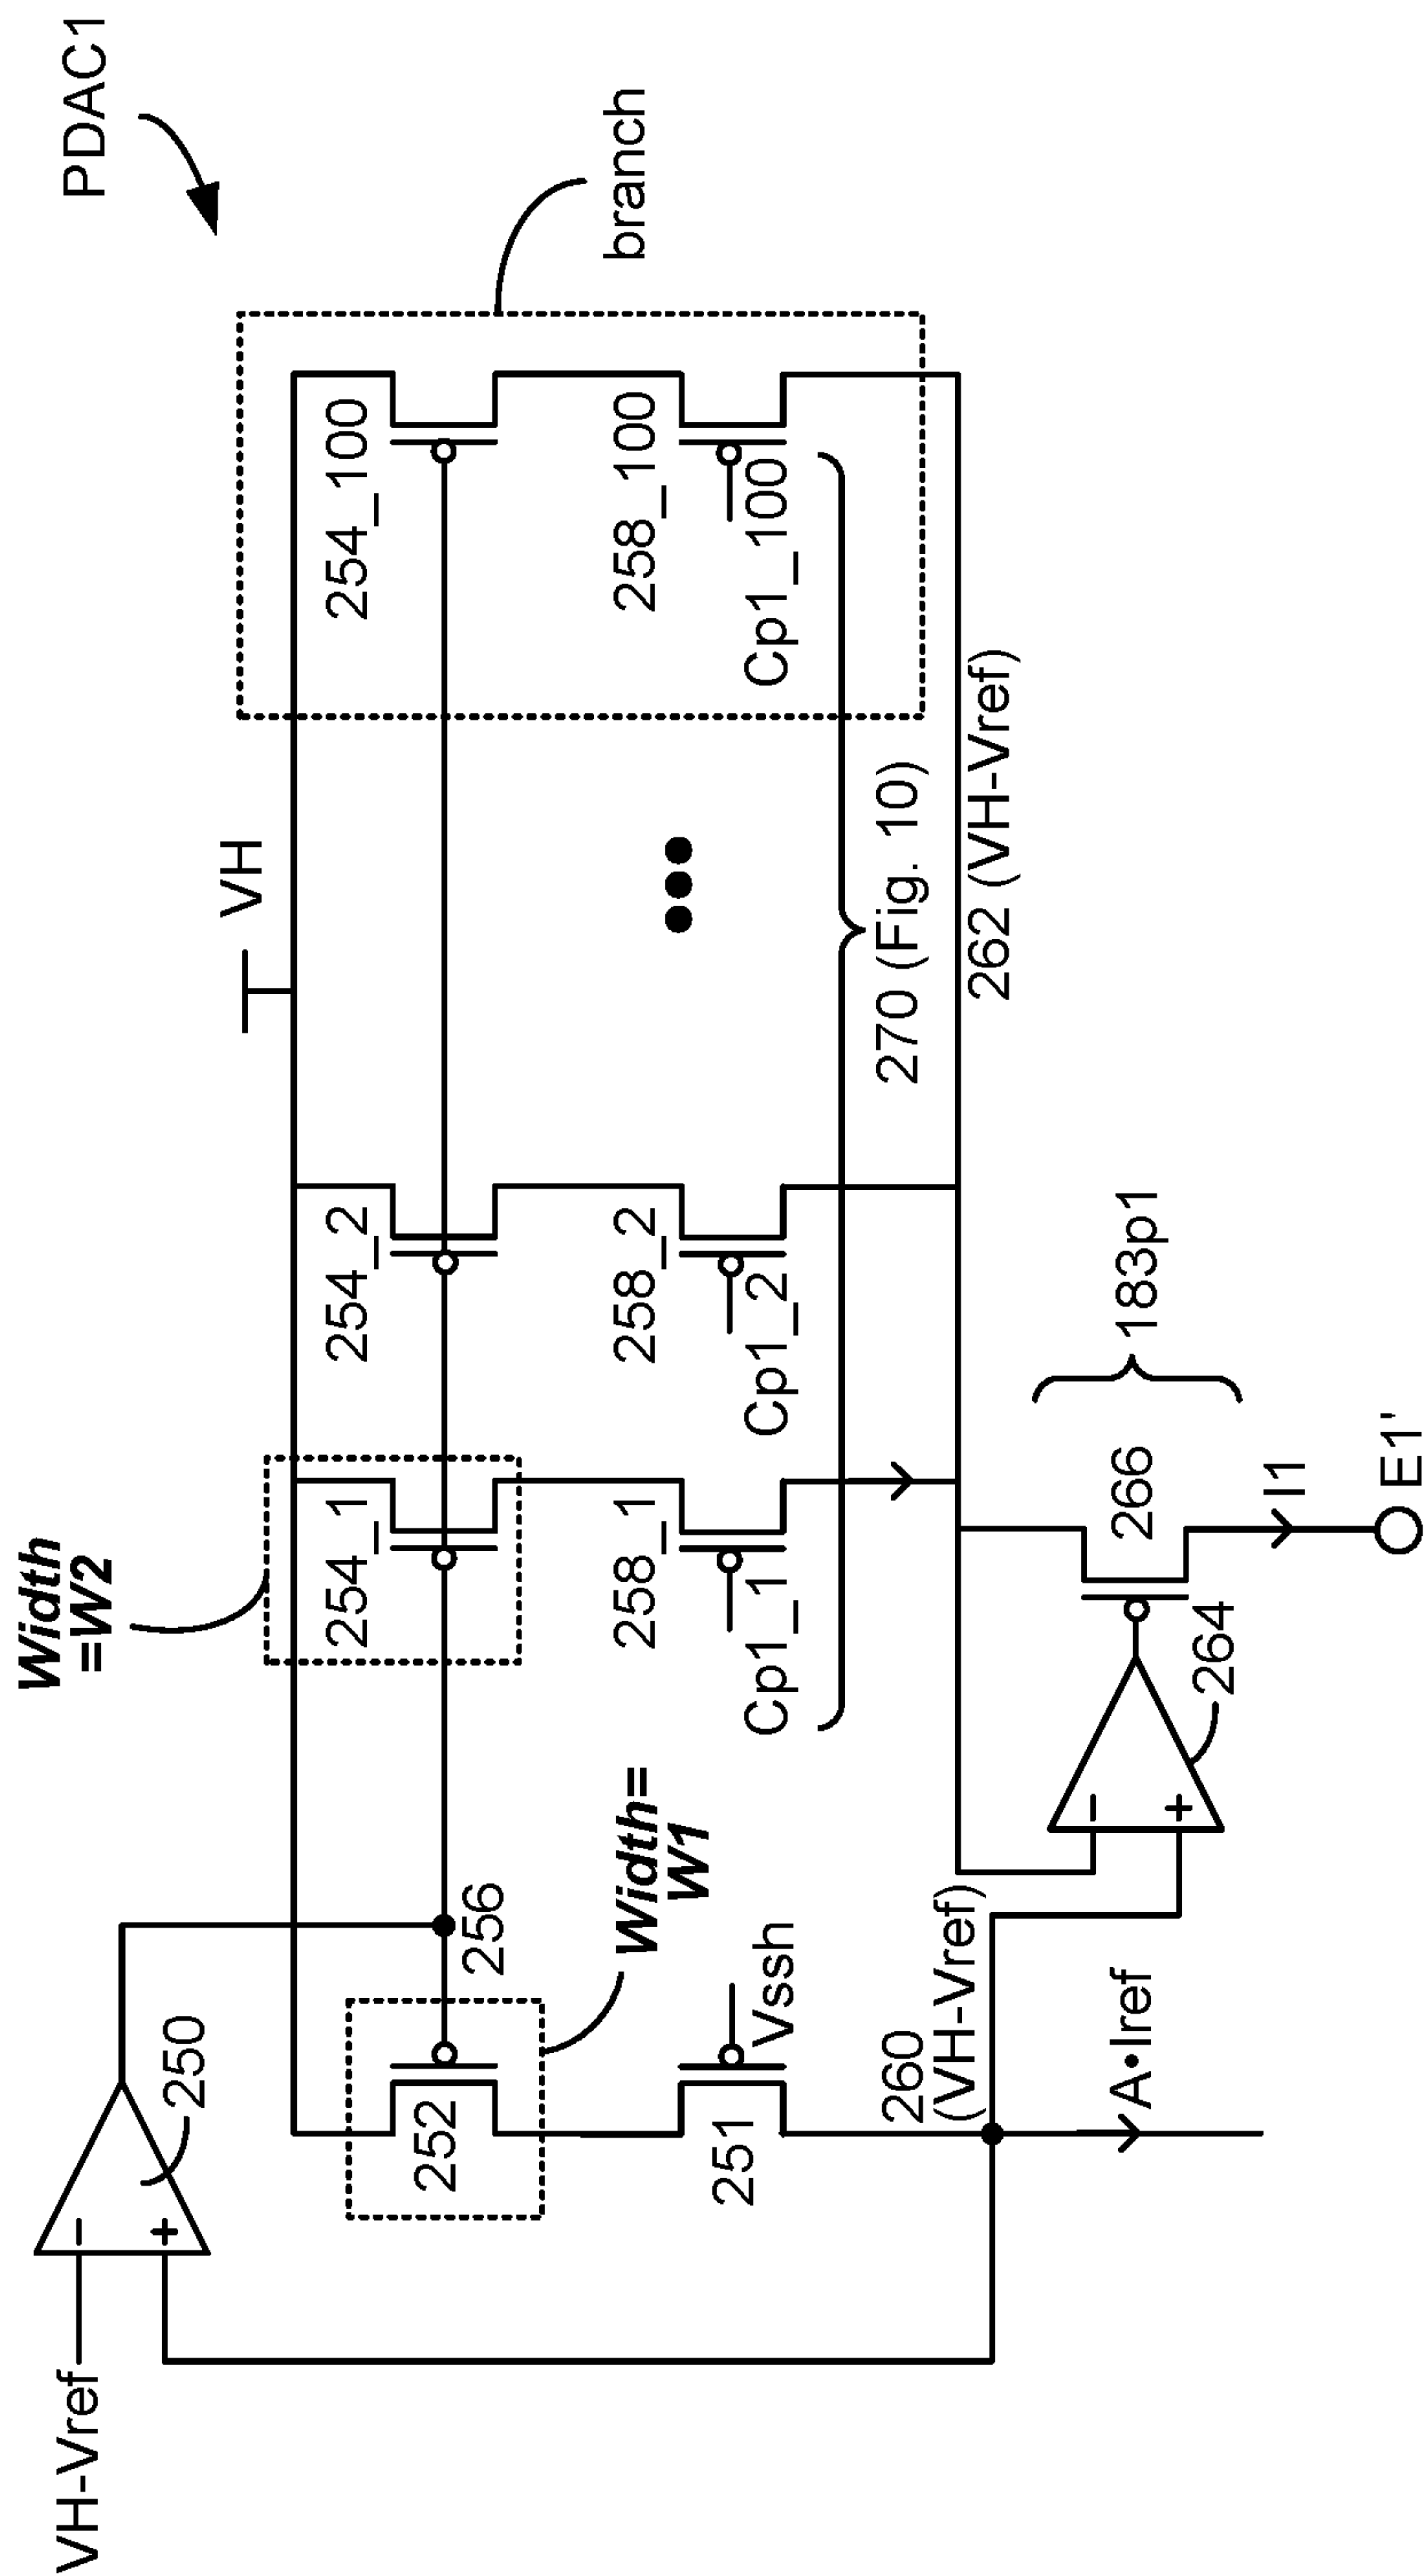 PDAC1
VH
branch
Width
=W2
VH-Vref
250
252
256
254_1
254_2
254_100
Width=
W1
251
Vssh
258_1
258_2
258_100
Cp1_1
Cp1_2
Cp1_100
270 (Fig. 10)
260
(VH-Vref)
262 (VH-Vref)
A•Iref
-
+
-
+
264
266
183p1
I1
E1'